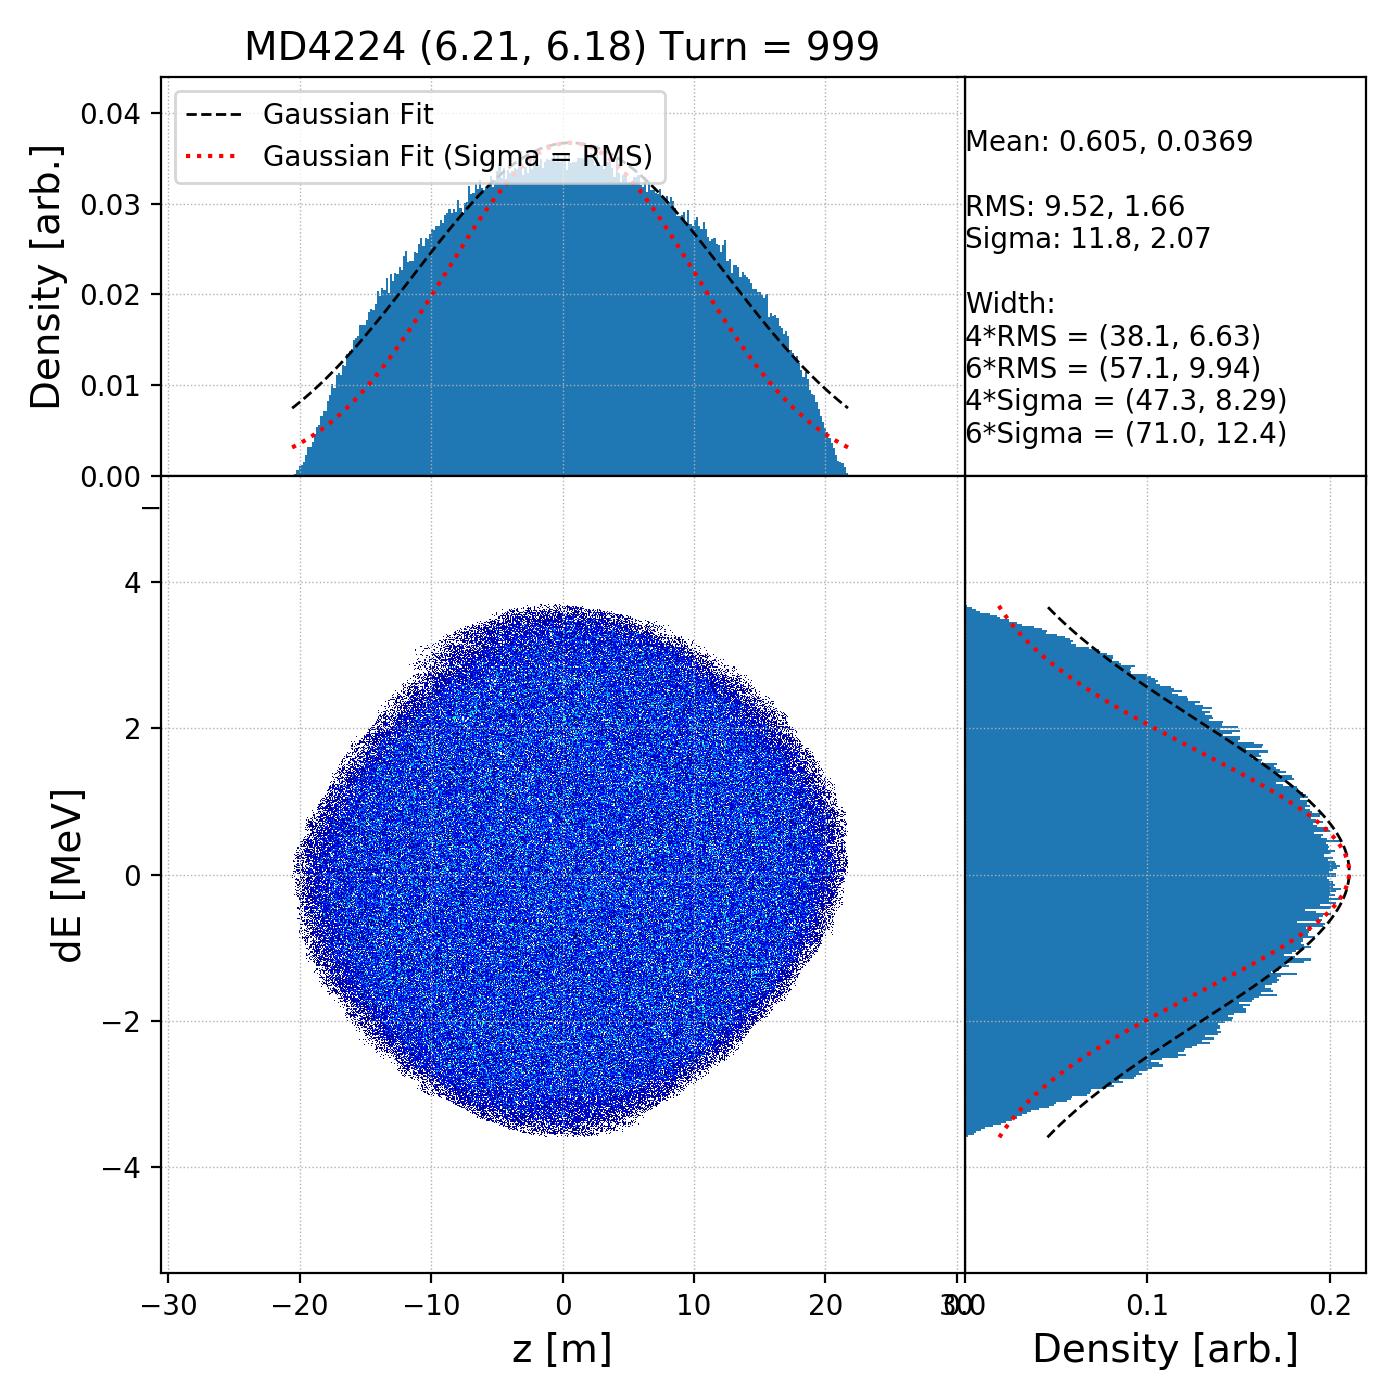 MD4224 (6.21, 6.18) Turn = 999
Gaussian Fit
Gaussian Fit (Sigma = RMS)
Density [arb.]
0.04
0.03
0.02
0.01
0.00
Mean: 0.605, 0.0369
RMS: 9.52, 1.66
Sigma: 11.8, 2.07
Width:
4*RMS = (38.1, 6.63)
6*RMS = (57.1, 9.94)
4*Sigma = (47.3, 8.29)
6*Sigma = (71.0, 12.4)
dE [MeV]
4
2
0
−2
−4
−30 −20 −10 0 10 20 30
z [m]
0.0 0.1 0.2
Density [arb.]